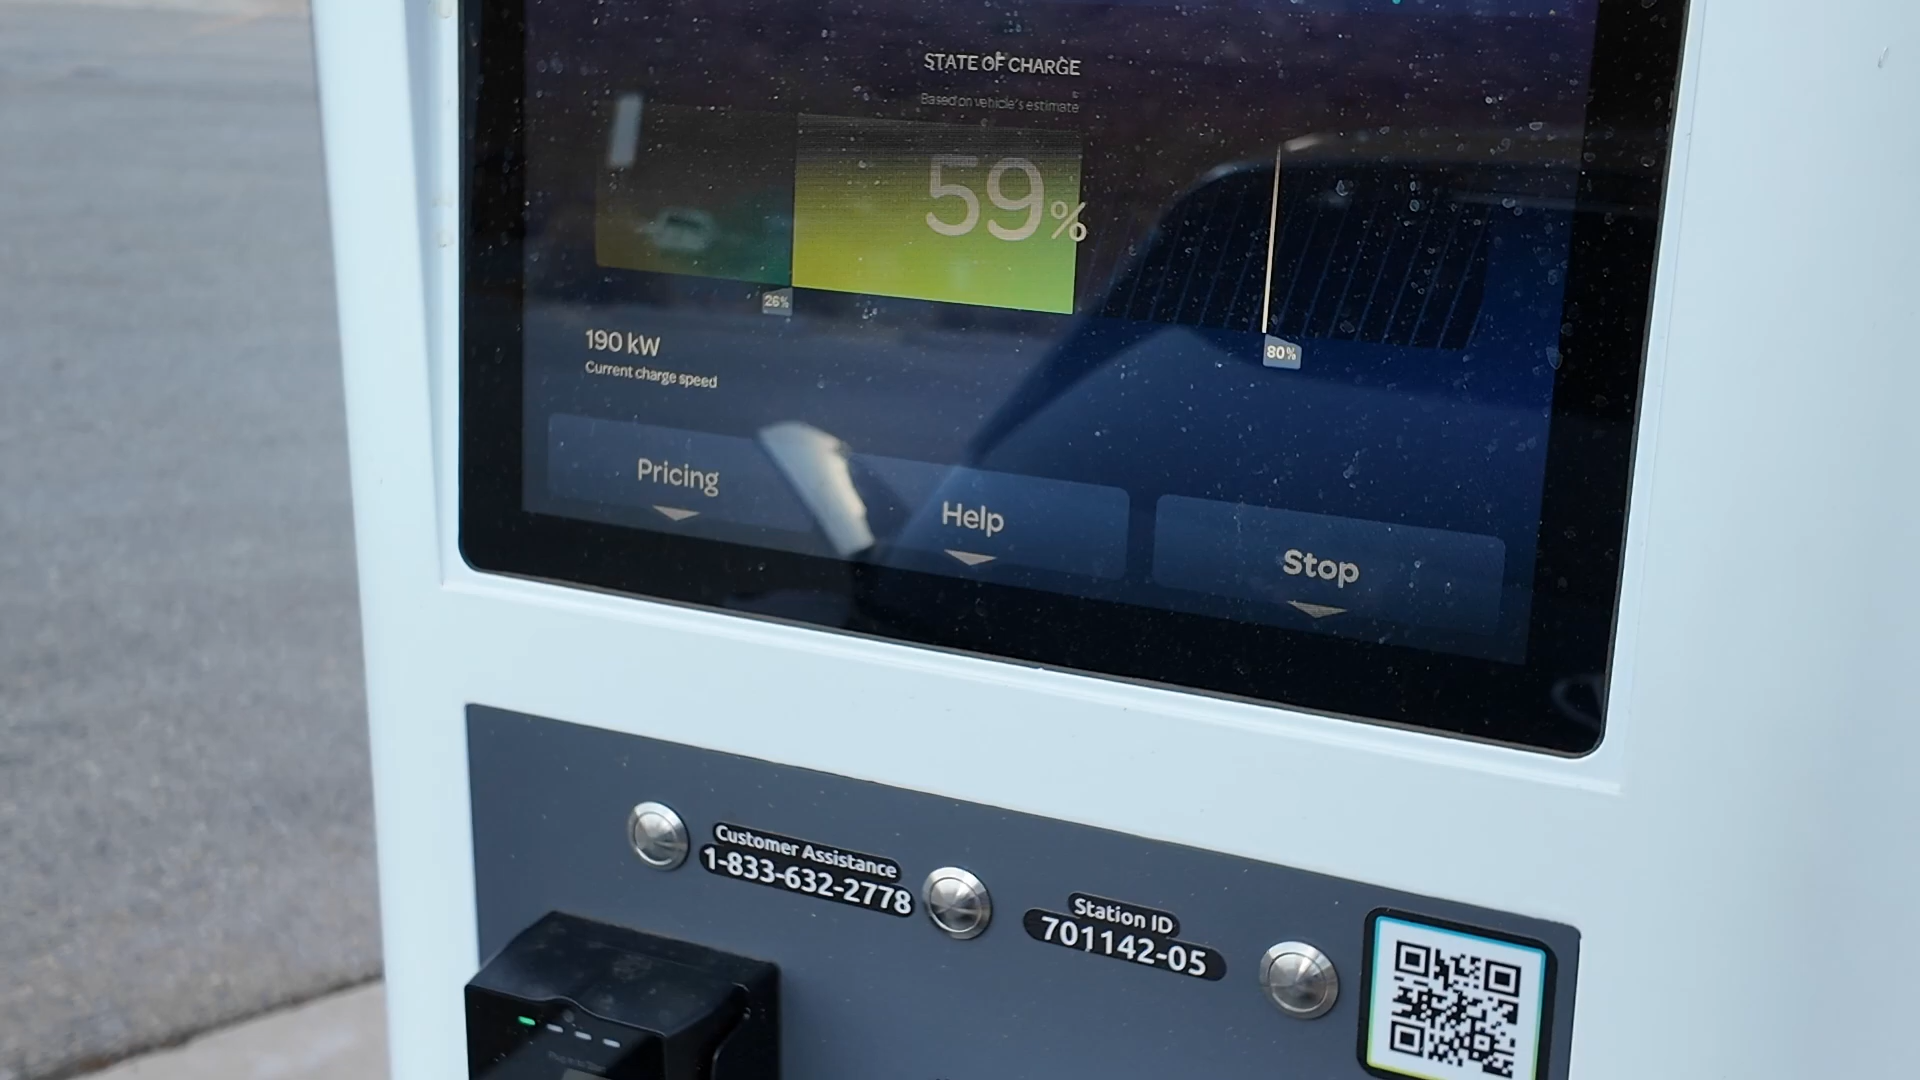 STATE OF CHARGE
Based on vehicle's estimate
59%
26%
80%
190 kW
Current charge speed
Pricing
Help
Stop
Customer Assistance
1-833-632-2778
Station ID
701142-05